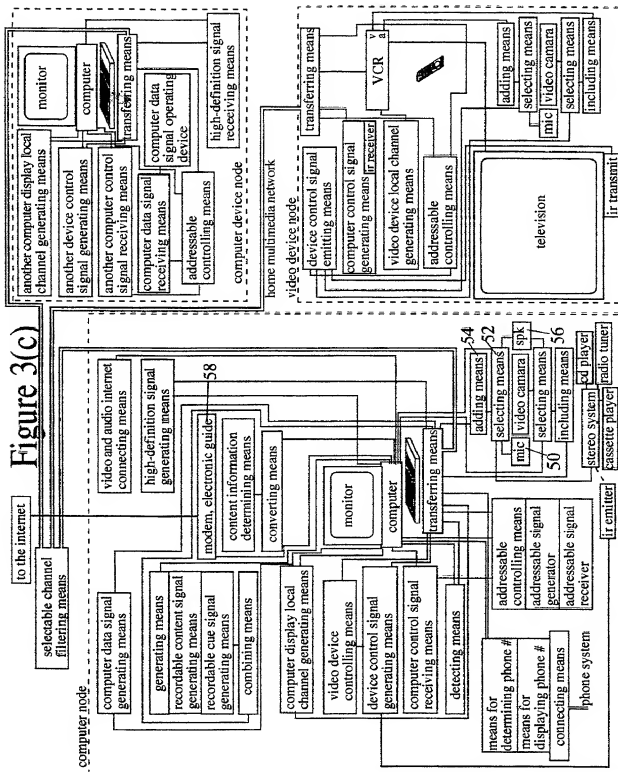 Figure 3(c)
to the internet
selectable channel
filtering means
computer node
computer data signal
generating means
generating means
recordable content signal
generating means
recordable cue signal
generating means
combining means
computer display local
channel generating means
video device
controlling means
device control signal
generating means
computer control signal
receiving means
detecting means
means for
determining phone #
means for
displaying phone #
connecting means
phone system
video and audio internet
connecting means
high-definition signal
generating means
58
modem, electronic guide
content information
determining means
converting means
monitor
computer
transferring means
addressable
controlling means
addressable signal
generator
addressable signal
receiver
ir emitter
54
52
adding means
selecting means
mic
video camara
spk
50
56
selecting means
including means
stereo system
cd player
cassette player
radio tuner
another computer display local
channel generating means
another device control
signal generating means
another computer control
signal receiving means
computer data signal
receiving means
addressable
controlling means
monitor
computer
transferring means
computer data
signal operating
device
high-definition signal
receiving means
computer device node
home multimedia network
video device node
transferring means
device control signal
emitting means
computer control signal
generating means
ir receiver
video device local channel
generating means
addressable
controlling means
VCR
v
a
television
adding means
selecting means
mic
video camara
selecting means
including means
ir transmit